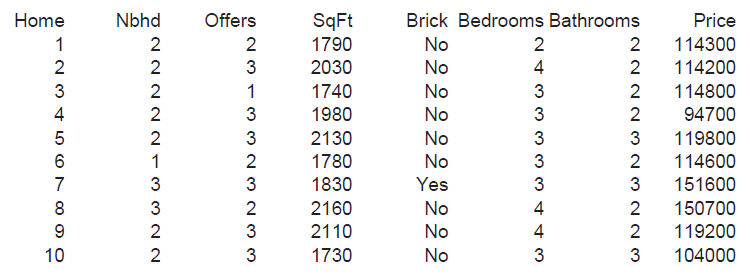 Home Nbhd Offers SqFt Brick Bedrooms Bathrooms Price
1 2 2 1790 No 2 2 114300
2 2 3 2030 No 4 2 114200
3 2 1 1740 No 3 2 114800
4 2 3 1980 No 3 2 94700
5 2 3 2130 No 3 3 119800
6 1 2 1780 No 3 2 114600
7 3 3 1830 Yes 3 3 151600
8 3 2 2160 No 4 2 150700
9 2 3 2110 No 4 2 119200
10 2 3 1730 No 3 3 104000